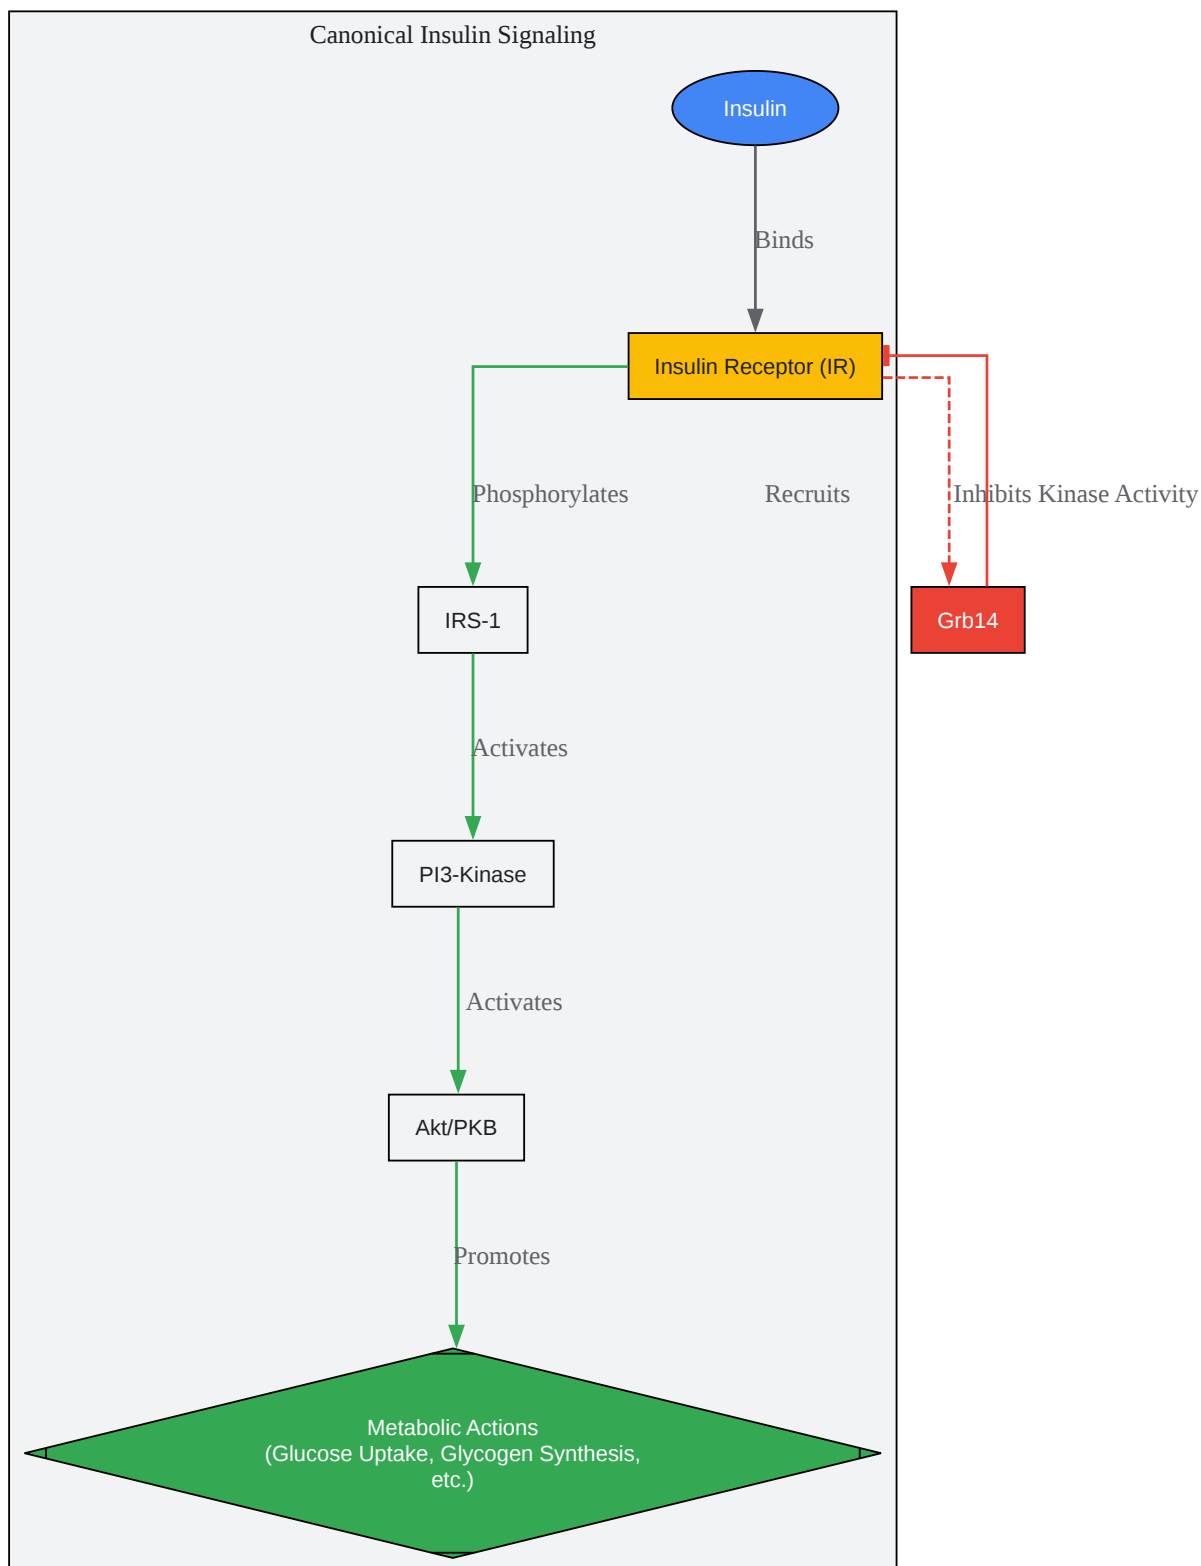 Canonical Insulin Signaling
Insulin
Binds
Insulin Receptor (IR)
Phosphorylates
Recruits
Inhibits Kinase Activity
IRS-1
Grb14
Activates
PI3-Kinase
Activates
Akt/PKB
Promotes
Metabolic Actions
(Glucose Uptake, Glycogen Synthesis,
etc.)